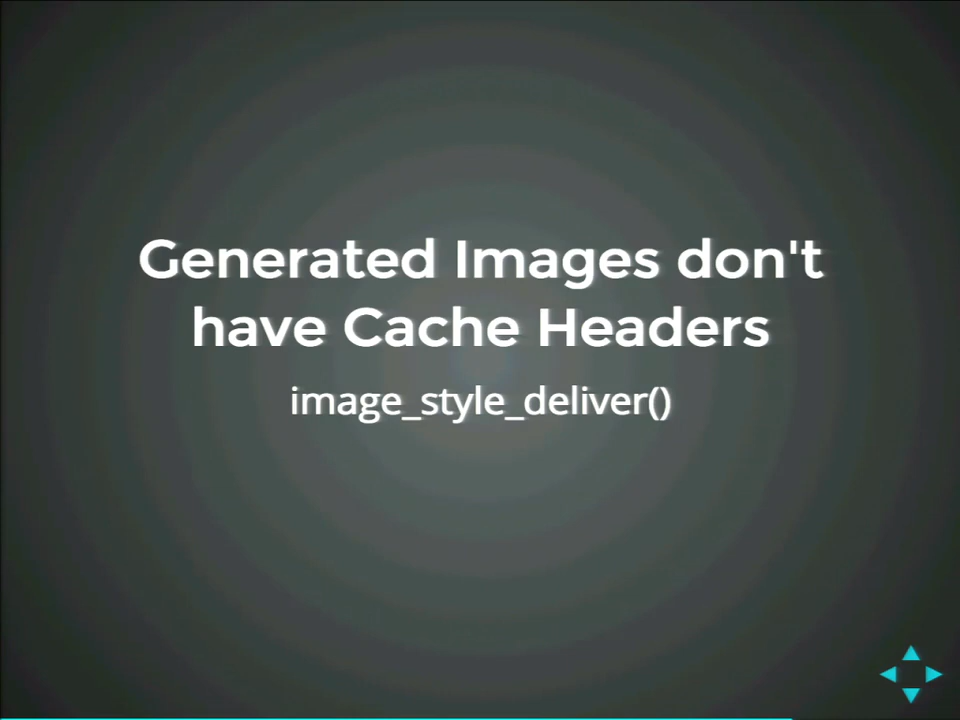 Generated Images don't
have Cache Headers
image_style_deliver()